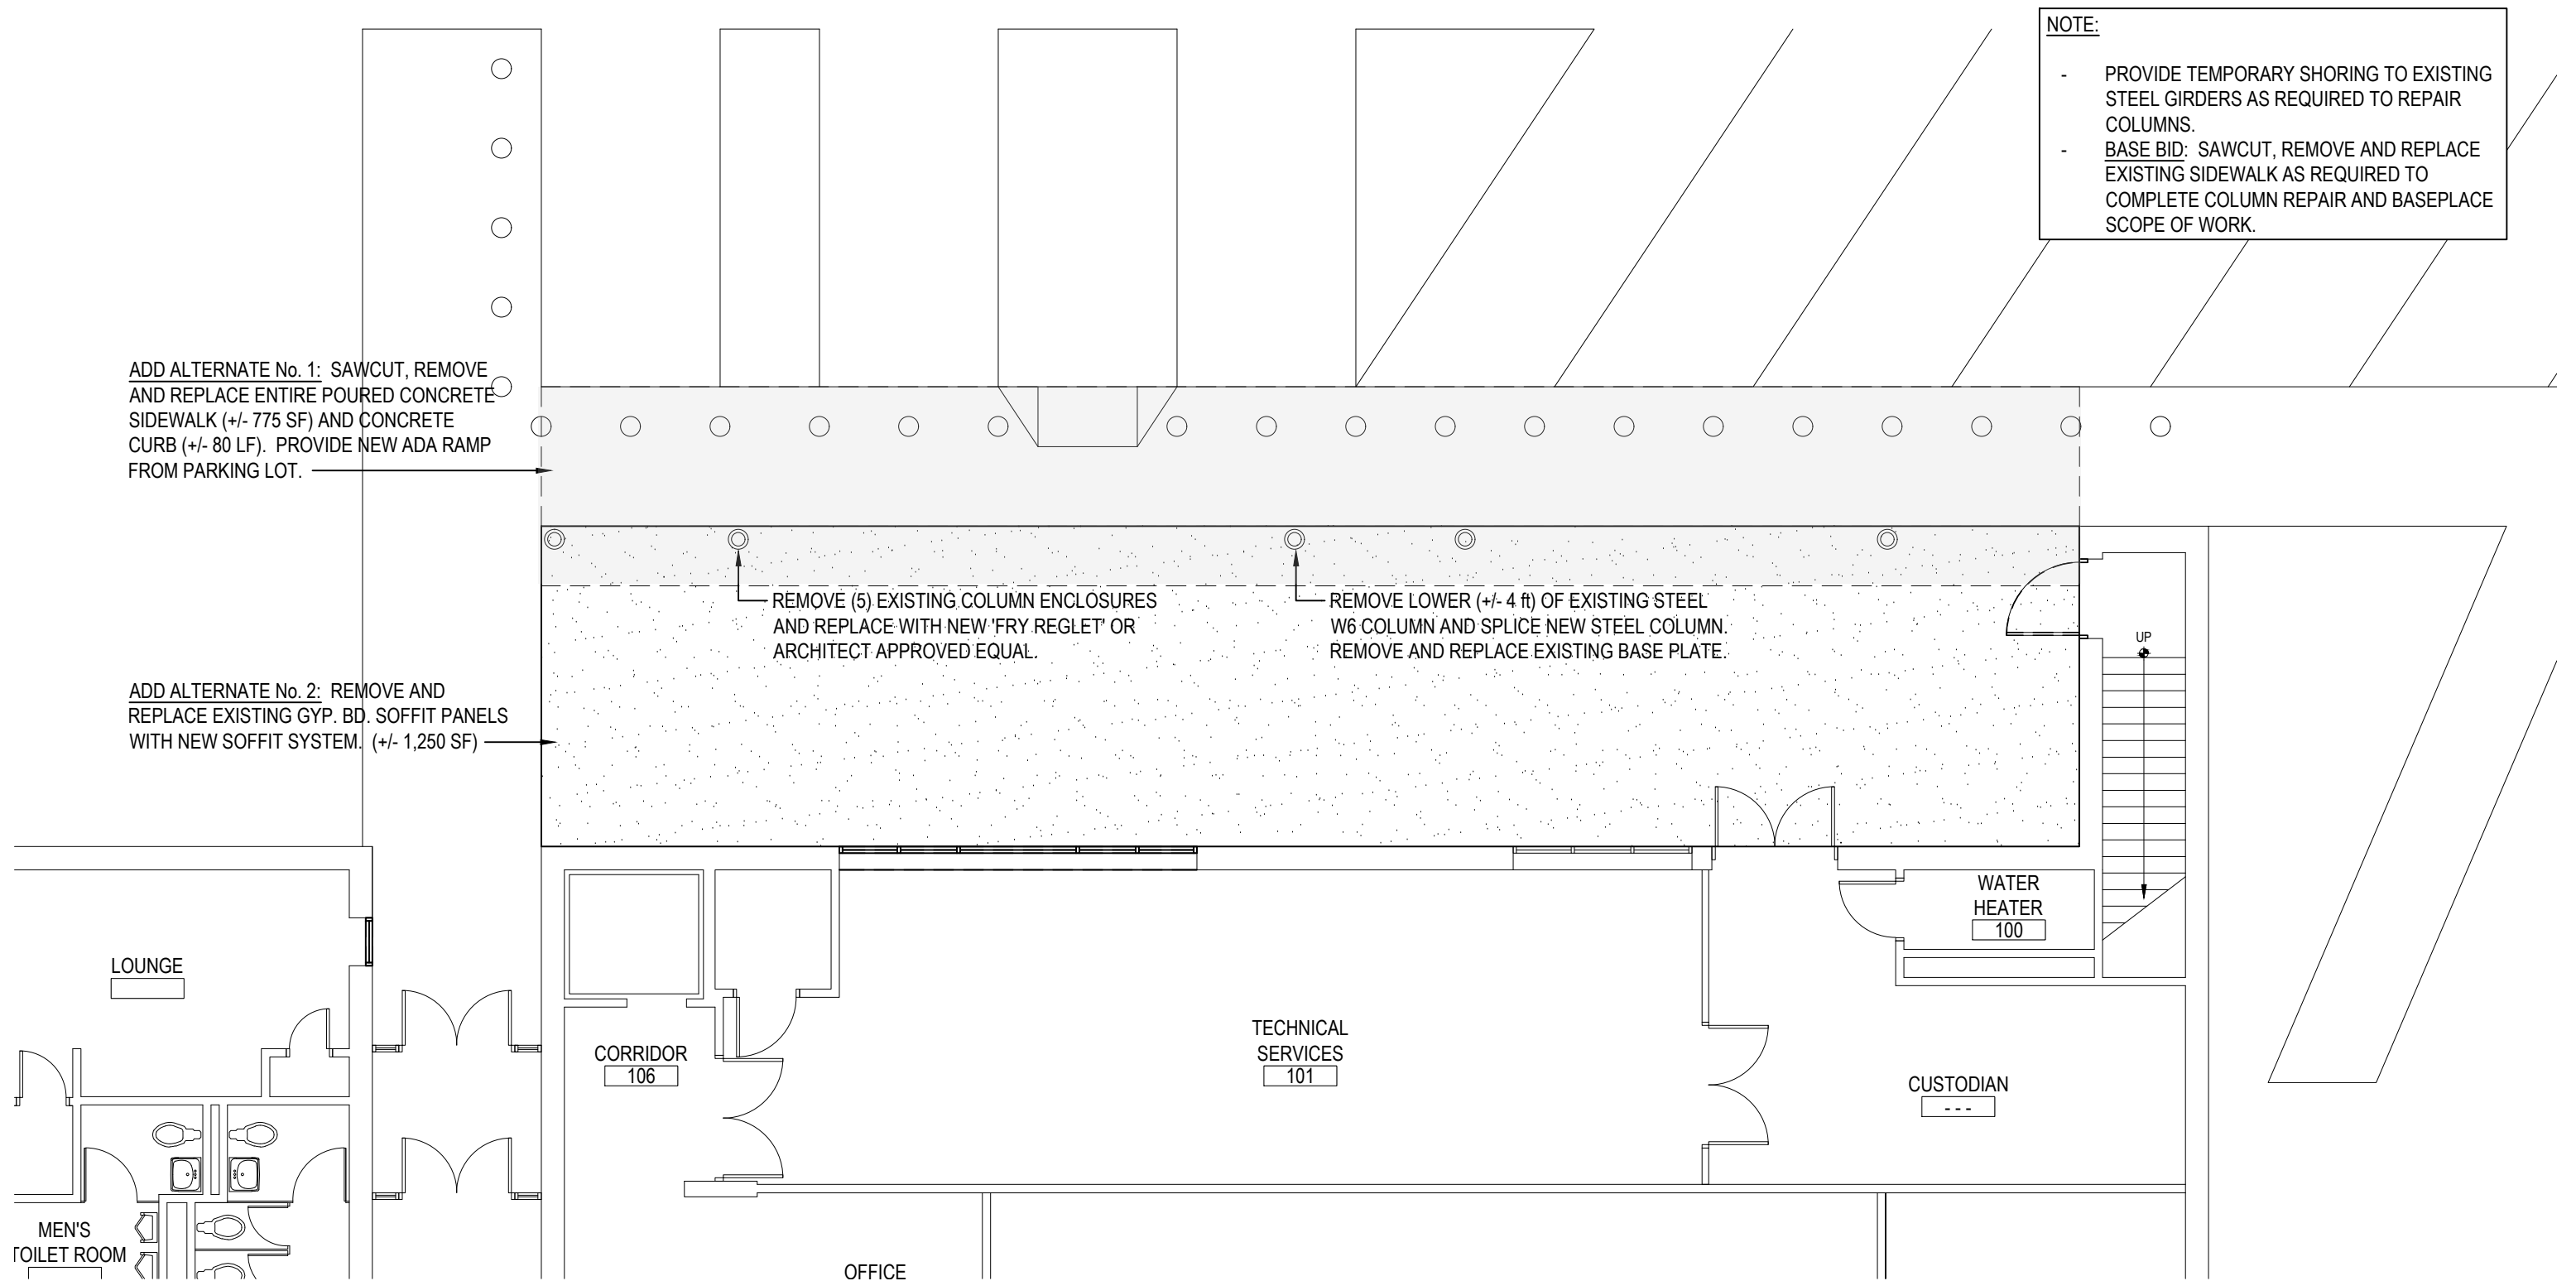 NOTE:
- PROVIDE TEMPORARY SHORING TO EXISTING
STEEL GIRDERS AS REQUIRED TO REPAIR
COLUMNS.
- BASE BID: SAWCUT, REMOVE AND REPLACE
EXISTING SIDEWALK AS REQUIRED TO
COMPLETE COLUMN REPAIR AND BASEPLACE
SCOPE OF WORK.
ADD ALTERNATE No. 1: SAWCUT, REMOVE
AND REPLACE ENTIRE POURED CONCRETE
SIDEWALK (+/- 775 SF) AND CONCRETE
CURB (+/- 80 LF). PROVIDE NEW ADA RAMP
FROM PARKING LOT.
REMOVE (5) EXISTING COLUMN ENCLOSURES
AND REPLACE WITH NEW 'FRY REGLET' OR
ARCHITECT APPROVED EQUAL.
REMOVE LOWER (+/- 4 ft) OF EXISTING STEEL
W6 COLUMN AND SPLICE NEW STEEL COLUMN.
REMOVE AND REPLACE EXISTING BASE PLATE.
UP
ADD ALTERNATE No. 2: REMOVE AND
REPLACE EXISTING GYP. BD. SOFFIT PANELS
WITH NEW SOFFIT SYSTEM. (+/- 1,250 SF)
WATER
HEATER
100
LOUNGE
TECHNICAL
SERVICES
101
CORRIDOR
106
CUSTODIAN
- - -
MEN'S
TOILET ROOM
OFFICE